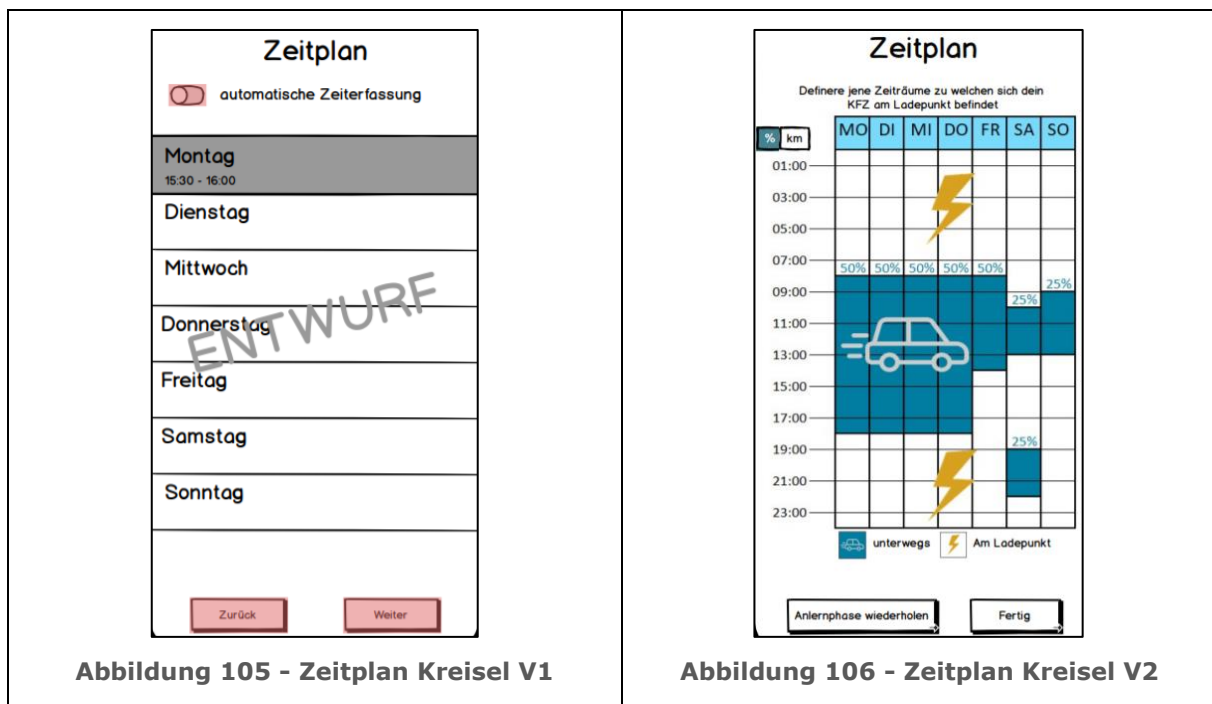 Zeitplan
automatische Zeiterfassung
Montag
15:30 - 16:00
Dienstag
Mittwoch
Donnerstag
Freitag
Samstag
Sonntag
ENTWURF
Zurück
Weiter
Abbildung 105 - Zeitplan Kreisel V1
Zeitplan
Definere jene Zeiträume zu welchen sich dein
KFZ am Ladepunkt befindet
% km
MO DI MI DO FR SA SO
01:00
03:00
05:00
07:00
50% 50% 50% 50% 50%
25%
09:00
25%
11:00
13:00
15:00
17:00
25%
19:00
21:00
23:00
unterwegs
Am Ladepunkt
Anlernphase wiederholen
Fertig
Abbildung 106 - Zeitplan Kreisel V2